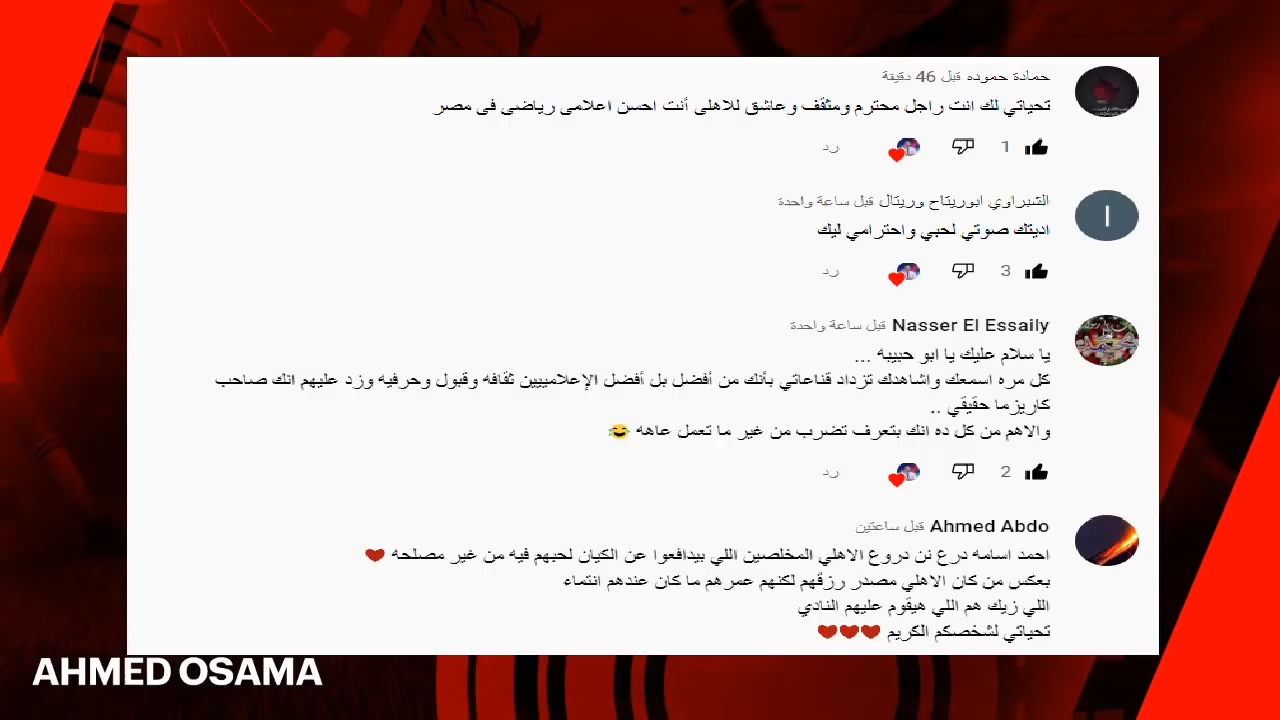 حمادة حموده قبل 46 دقيقة
تحياتي لك انت راجل محترم ومثقف وعاشق للاهلى أنت احسن اعلامى رياضى فى مصر
1 رد
الشبراوي ابوريتاح وريتال قبل ساعة واحدة
اديتك صوتي لحبي واحترامي ليك
3 رد
Nasser El Essaily قبل ساعة واحدة
يا سلام عليك يا ابو حبيبه ...
كل مره اسمعك واشاهدك تزداد قناعاتي بأنك من أفضل بل أفضل الإعلامييين ثقافه وقبول وحرفيه وزد عليهم انك صاحب
كاريزما حقيقي ..
والاهم من كل ده انك بتعرف تضرب من غير ما تعمل عاهه 😂
2 رد
Ahmed Abdo قبل ساعتين
احمد اسامه درع نن دروع الاهلي المخلصين اللي بيدافعوا عن الكيان لحبهم فيه من غير مصلحه ❤
بعكس من كان الاهلي مصدر رزقهم لكنهم عمرهم ما كان عندهم انتماء
اللي زيك هم اللي هيقوم عليهم النادي
تحياتي لشخصكم الكريم ❤❤❤
AHMED OSAMA